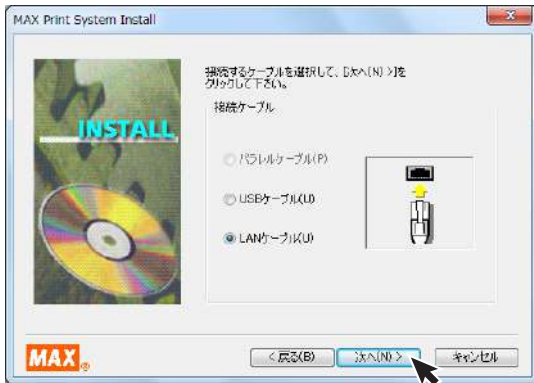 MAX Print System Install
接続するケーブルを選択して、[次へ(N) >]を
クリックして下さい。
接続ケーブル
INSTALL
パラレルケーブル(P)
USBケーブル(U)
LANケーブル(U)
MAX®
< 戻る(B)
次へ(N) >
キャンセル